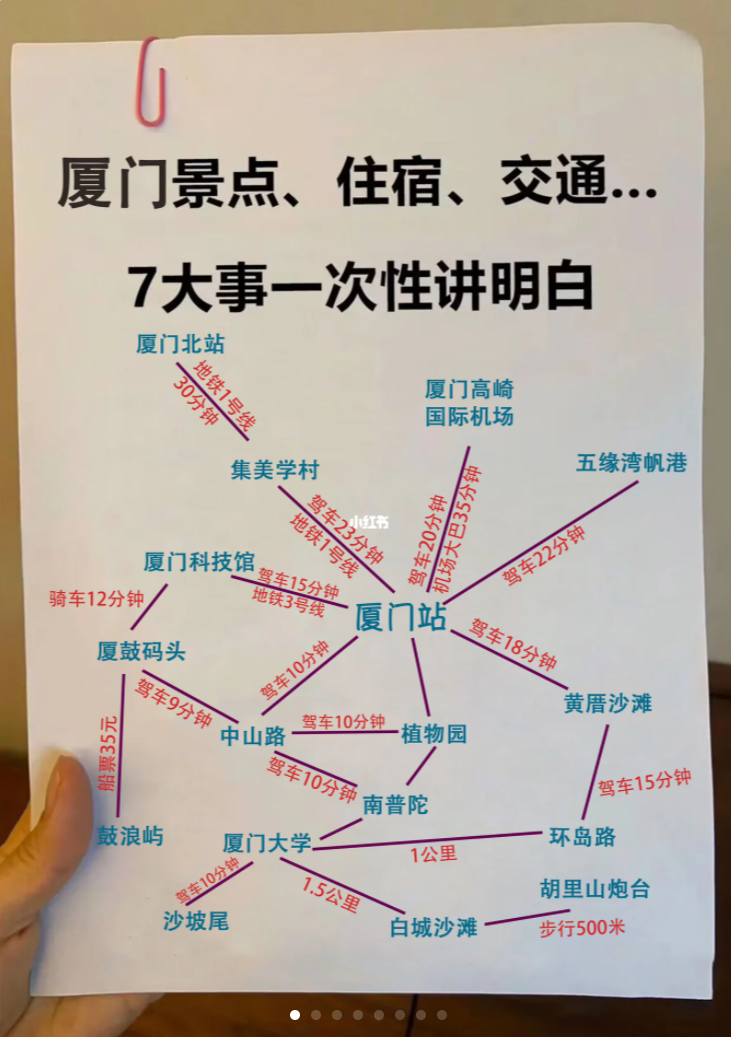 厦门景点、住宿、交通...
7大事一次性讲明白
厦门北站
地铁1号线
30分钟
厦门高崎
国际机场
集美学村
五缘湾帆港
驾车23分钟
地铁1号线
小红书
驾车20分钟
机场大巴35分钟
驾车22分钟
厦门科技馆
驾车15分钟
地铁3号线
骑车12分钟
厦门站
厦鼓码头
驾车10分钟
驾车18分钟
驾车9分钟
黄厝沙滩
中山路
驾车10分钟
植物园
船票35元
驾车10分钟
驾车15分钟
南普陀
鼓浪屿
厦门大学
1公里
环岛路
驾车10分钟
1.5公里
胡里山炮台
沙坡尾
白城沙滩
步行500米